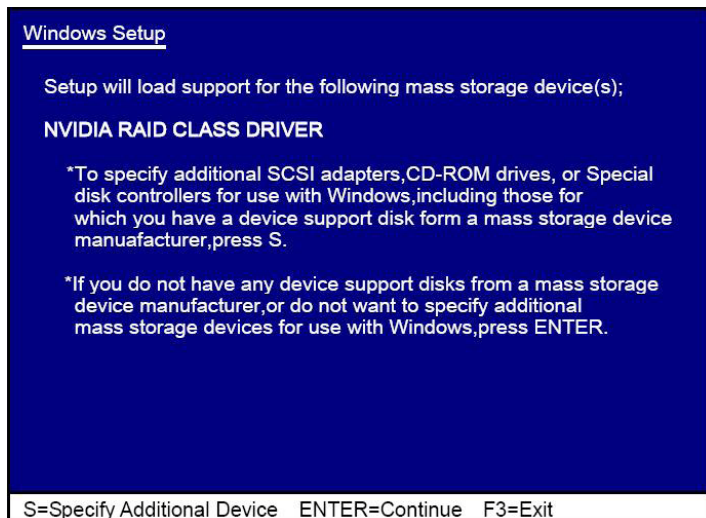 Windows Setup
Setup will load support for the following mass storage device(s);
NVIDIA RAID CLASS DRIVER
*To specify additional SCSI adapters,CD-ROM drives, or Special
disk controllers for use with Windows,including those for
which you have a device support disk form a mass storage device
manuafacturer,press S.
*If you do not have any device support disks from a mass storage
device manufacturer,or do not want to specify additional
mass storage devices for use with Windows,press ENTER.
S=Specify Additional Device ENTER=Continue F3=Exit